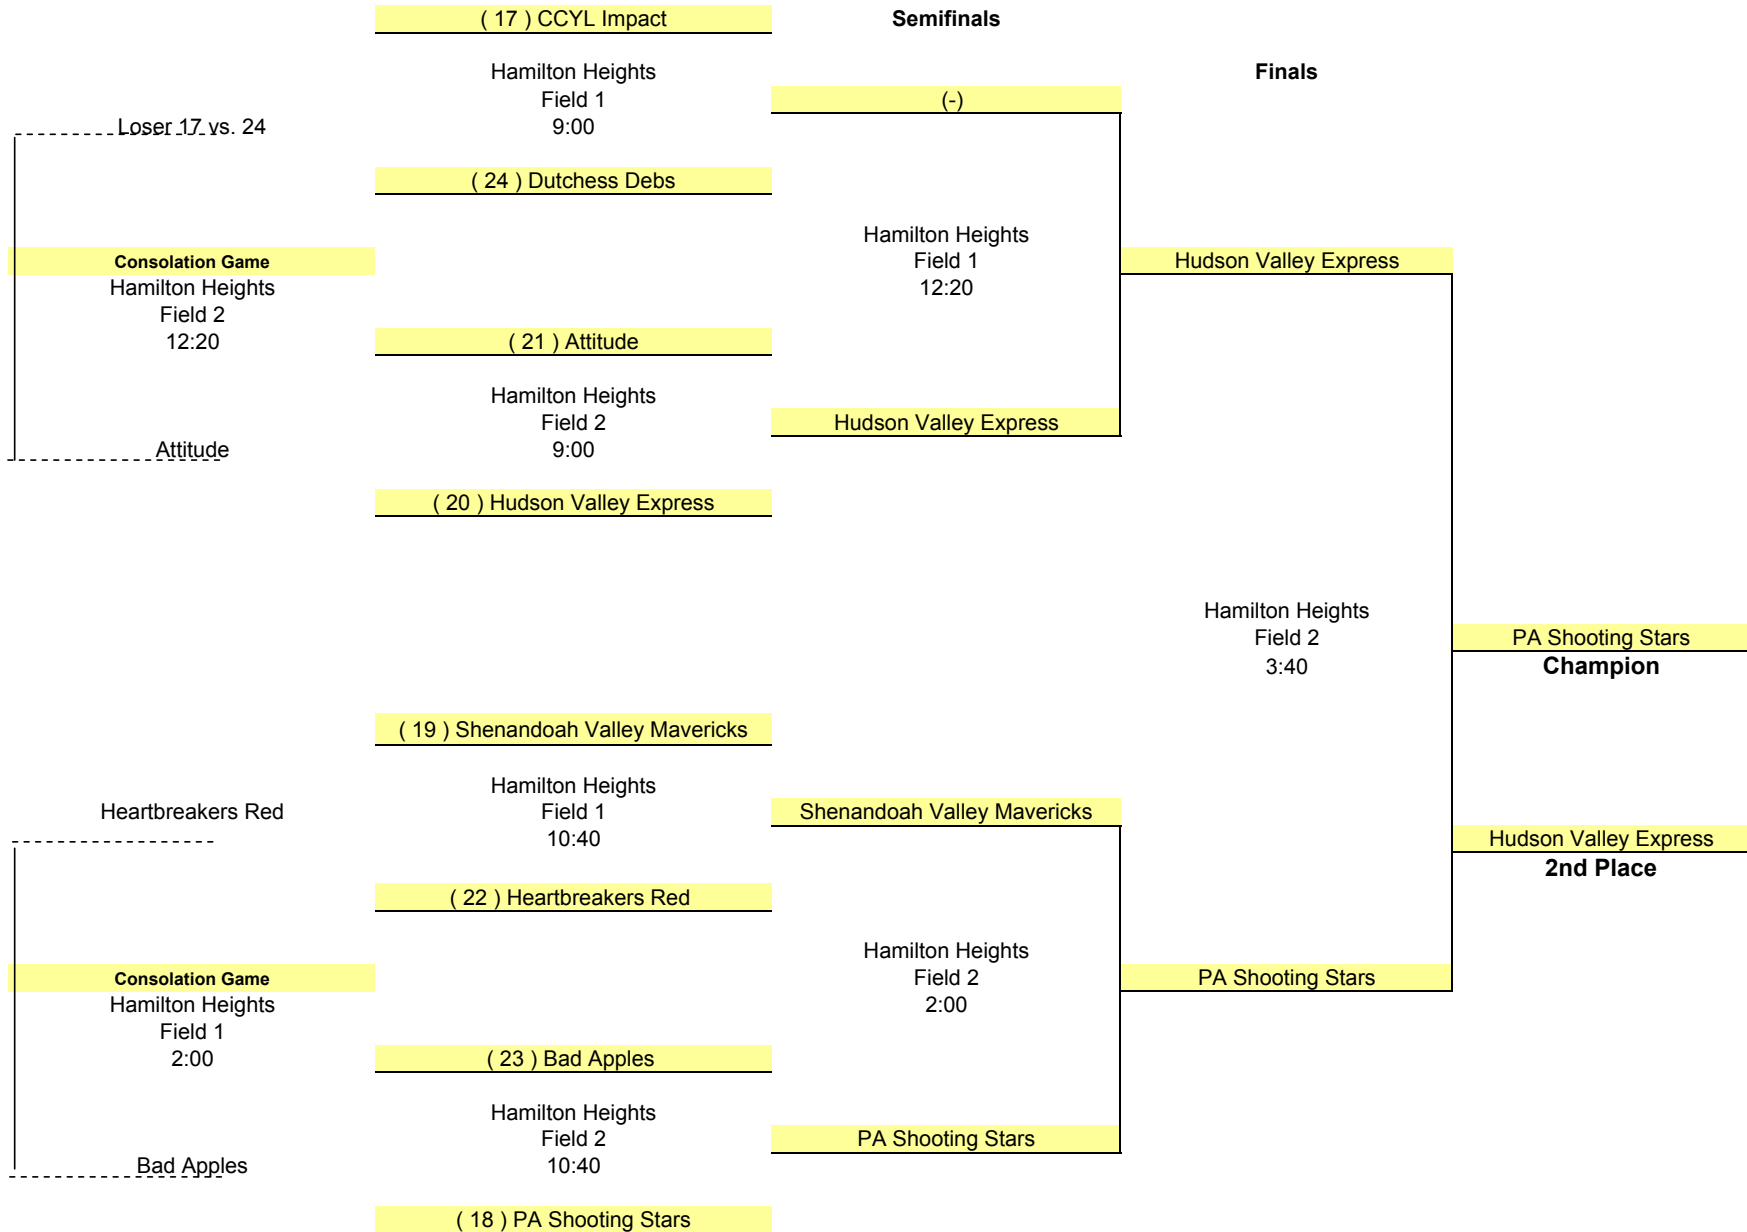 ( 17 ) CCYL Impact
Semifinals
Hamilton Heights
Finals
Field 1
(-)
Loser 17 vs. 24
9:00
( 24 ) Dutchess Debs
Hamilton Heights
Consolation Game
Field 1
Hudson Valley Express
Hamilton Heights
12:20
Field 2
12:20
( 21 ) Attitude
Hamilton Heights
Field 2
Hudson Valley Express
Attitude
9:00
( 20 ) Hudson Valley Express
Hamilton Heights
Field 2
PA Shooting Stars
3:40
Champion
( 19 ) Shenandoah Valley Mavericks
Hamilton Heights
Heartbreakers Red
Field 1
Shenandoah Valley Mavericks
10:40
Hudson Valley Express
2nd Place
( 22 ) Heartbreakers Red
Hamilton Heights
Consolation Game
Field 2
PA Shooting Stars
Hamilton Heights
2:00
Field 1
2:00
( 23 ) Bad Apples
Hamilton Heights
Field 2
PA Shooting Stars
Bad Apples
10:40
( 18 ) PA Shooting Stars